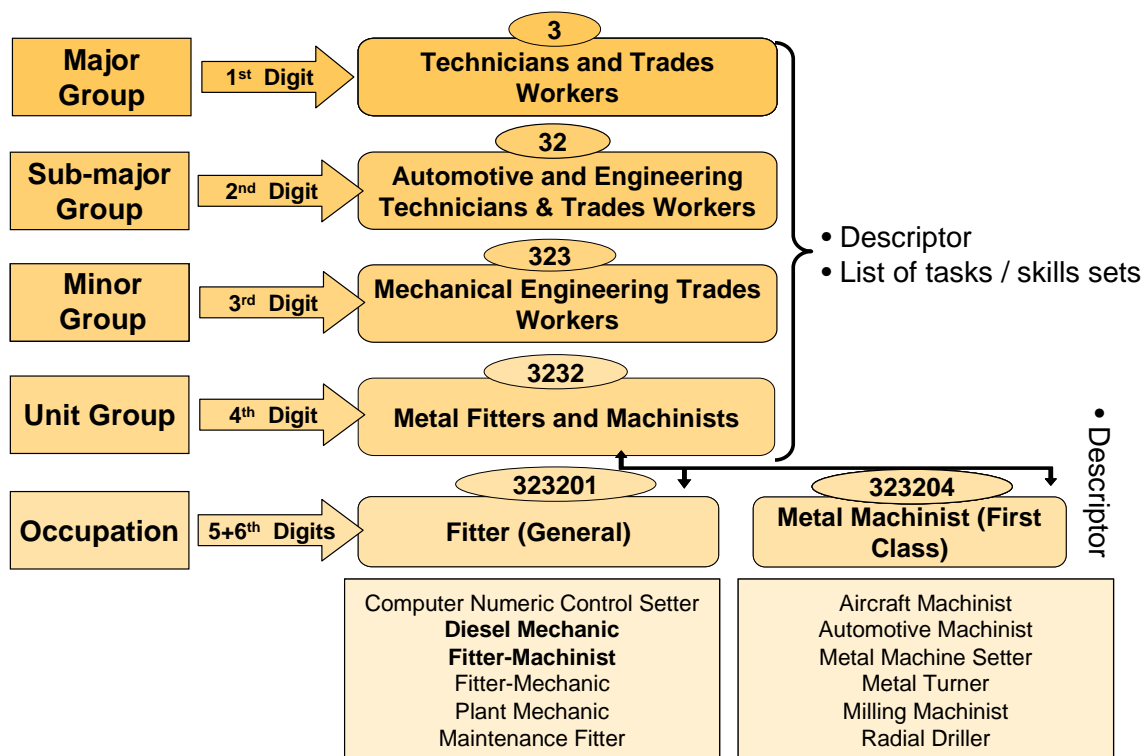 3
Major
Group
1st Digit
Technicians and Trades
Workers
32
Sub-major
Group
2nd Digit
Automotive and Engineering
Technicians & Trades Workers
• Descriptor
• List of tasks / skills sets
323
Minor
Group
3rd Digit
Mechanical Engineering Trades
Workers
3232
Unit Group
4th Digit
Metal Fitters and Machinists
• Descriptor
323201
323204
Occupation
5+6th Digits
Fitter (General)
Metal Machinist (First
Class)
Computer Numeric Control Setter
Diesel Mechanic
Fitter-Machinist
Fitter-Mechanic
Plant Mechanic
Maintenance Fitter
Aircraft Machinist
Automotive Machinist
Metal Machine Setter
Metal Turner
Milling Machinist
Radial Driller